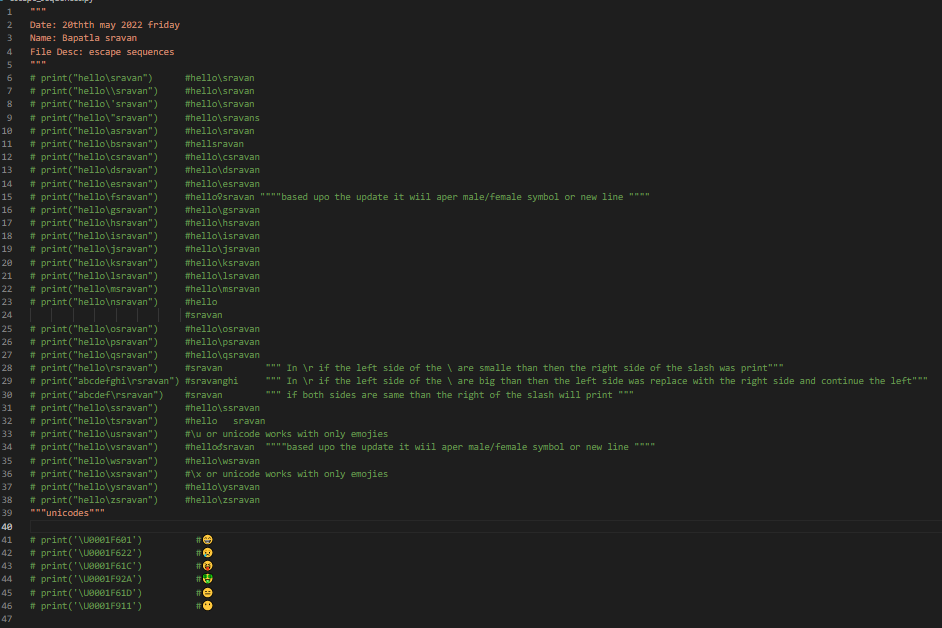 1 """
2 Date: 20thth may 2022 friday
3 Name: Bapatla sravan
4 File Desc: escape sequences
5 """
6 # print("hello\sravan") #hello\sravan
7 # print("hello\\sravan") #hello\sravan
8 # print("hello\'sravan") #hello\sravan
9 # print("hello\"sravan") #hello\sravans
10 # print("hello\asravan") #hello\sravan
11 # print("hello\bsravan") #hellsravan
12 # print("hello\csravan") #hello\csravan
13 # print("hello\dsravan") #hello\dsravan
14 # print("hello\esravan") #hello\esravan
15 # print("hello\fsravan") #hello♀sravan """"based upo the update it wiil aper male/female symbol or new line """"
16 # print("hello\gsravan") #hello\gsravan
17 # print("hello\hsravan") #hello\hsravan
18 # print("hello\isravan") #hello\isravan
19 # print("hello\jsravan") #hello\jsravan
20 # print("hello\ksravan") #hello\ksravan
21 # print("hello\lsravan") #hello\lsravan
22 # print("hello\msravan") #hello\msravan
23 # print("hello\nsravan") #hello
24 #sravan
25 # print("hello\osravan") #hello\osravan
26 # print("hello\psravan") #hello\psravan
27 # print("hello\qsravan") #hello\qsravan
28 # print("hello\rsravan") #sravan """ In \r if the left side of the \ are smalle than then the right side of the slash was print"""
29 # print("abcdefghi\rsravan") #sravanghi """ In \r if the left side of the \ are big than then the left side was replace with the right side and continue the left"""
30 # print("abcdef\rsravan") #sravan """ if both sides are same than the right of the slash will print """
31 # print("hello\ssravan") #hello\ssravan
32 # print("hello\tsravan") #hello   sravan
33 # print("hello\usravan") #\u or unicode works with only emojies
34 # print("hello\vsravan") #hello♂sravan """"based upo the update it wiil aper male/female symbol or new line """"
35 # print("hello\wsravan") #hello\wsravan
36 # print("hello\xsravan") #\x or unicode works with only emojies
37 # print("hello\ysravan") #hello\ysravan
38 # print("hello\zsravan") #hello\zsravan
39 """unicodes"""
40
41 # print('\U0001F601') #
42 # print('\U0001F622') #
43 # print('\U0001F61C') #
44 # print('\U0001F92A') #
45 # print('\U0001F61D') #
46 # print('\U0001F911') #
47